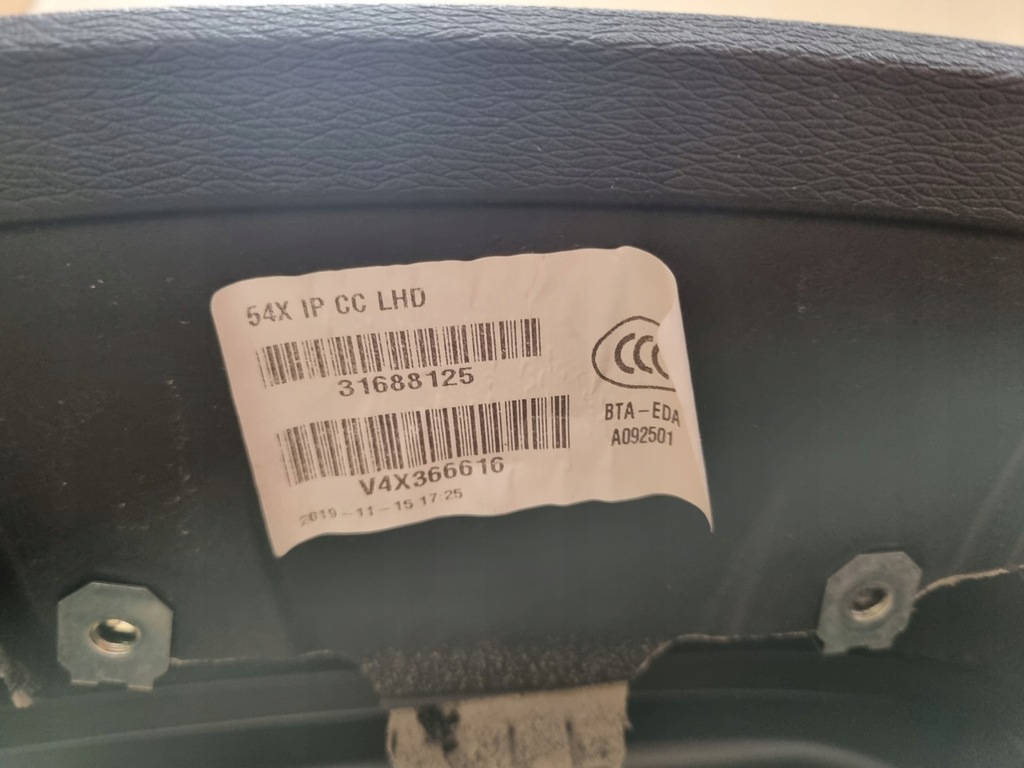 54X IP CC LHD
31688125
CCC
BTA-EDA
A092501
V4X366616
2019-11-15 17:25